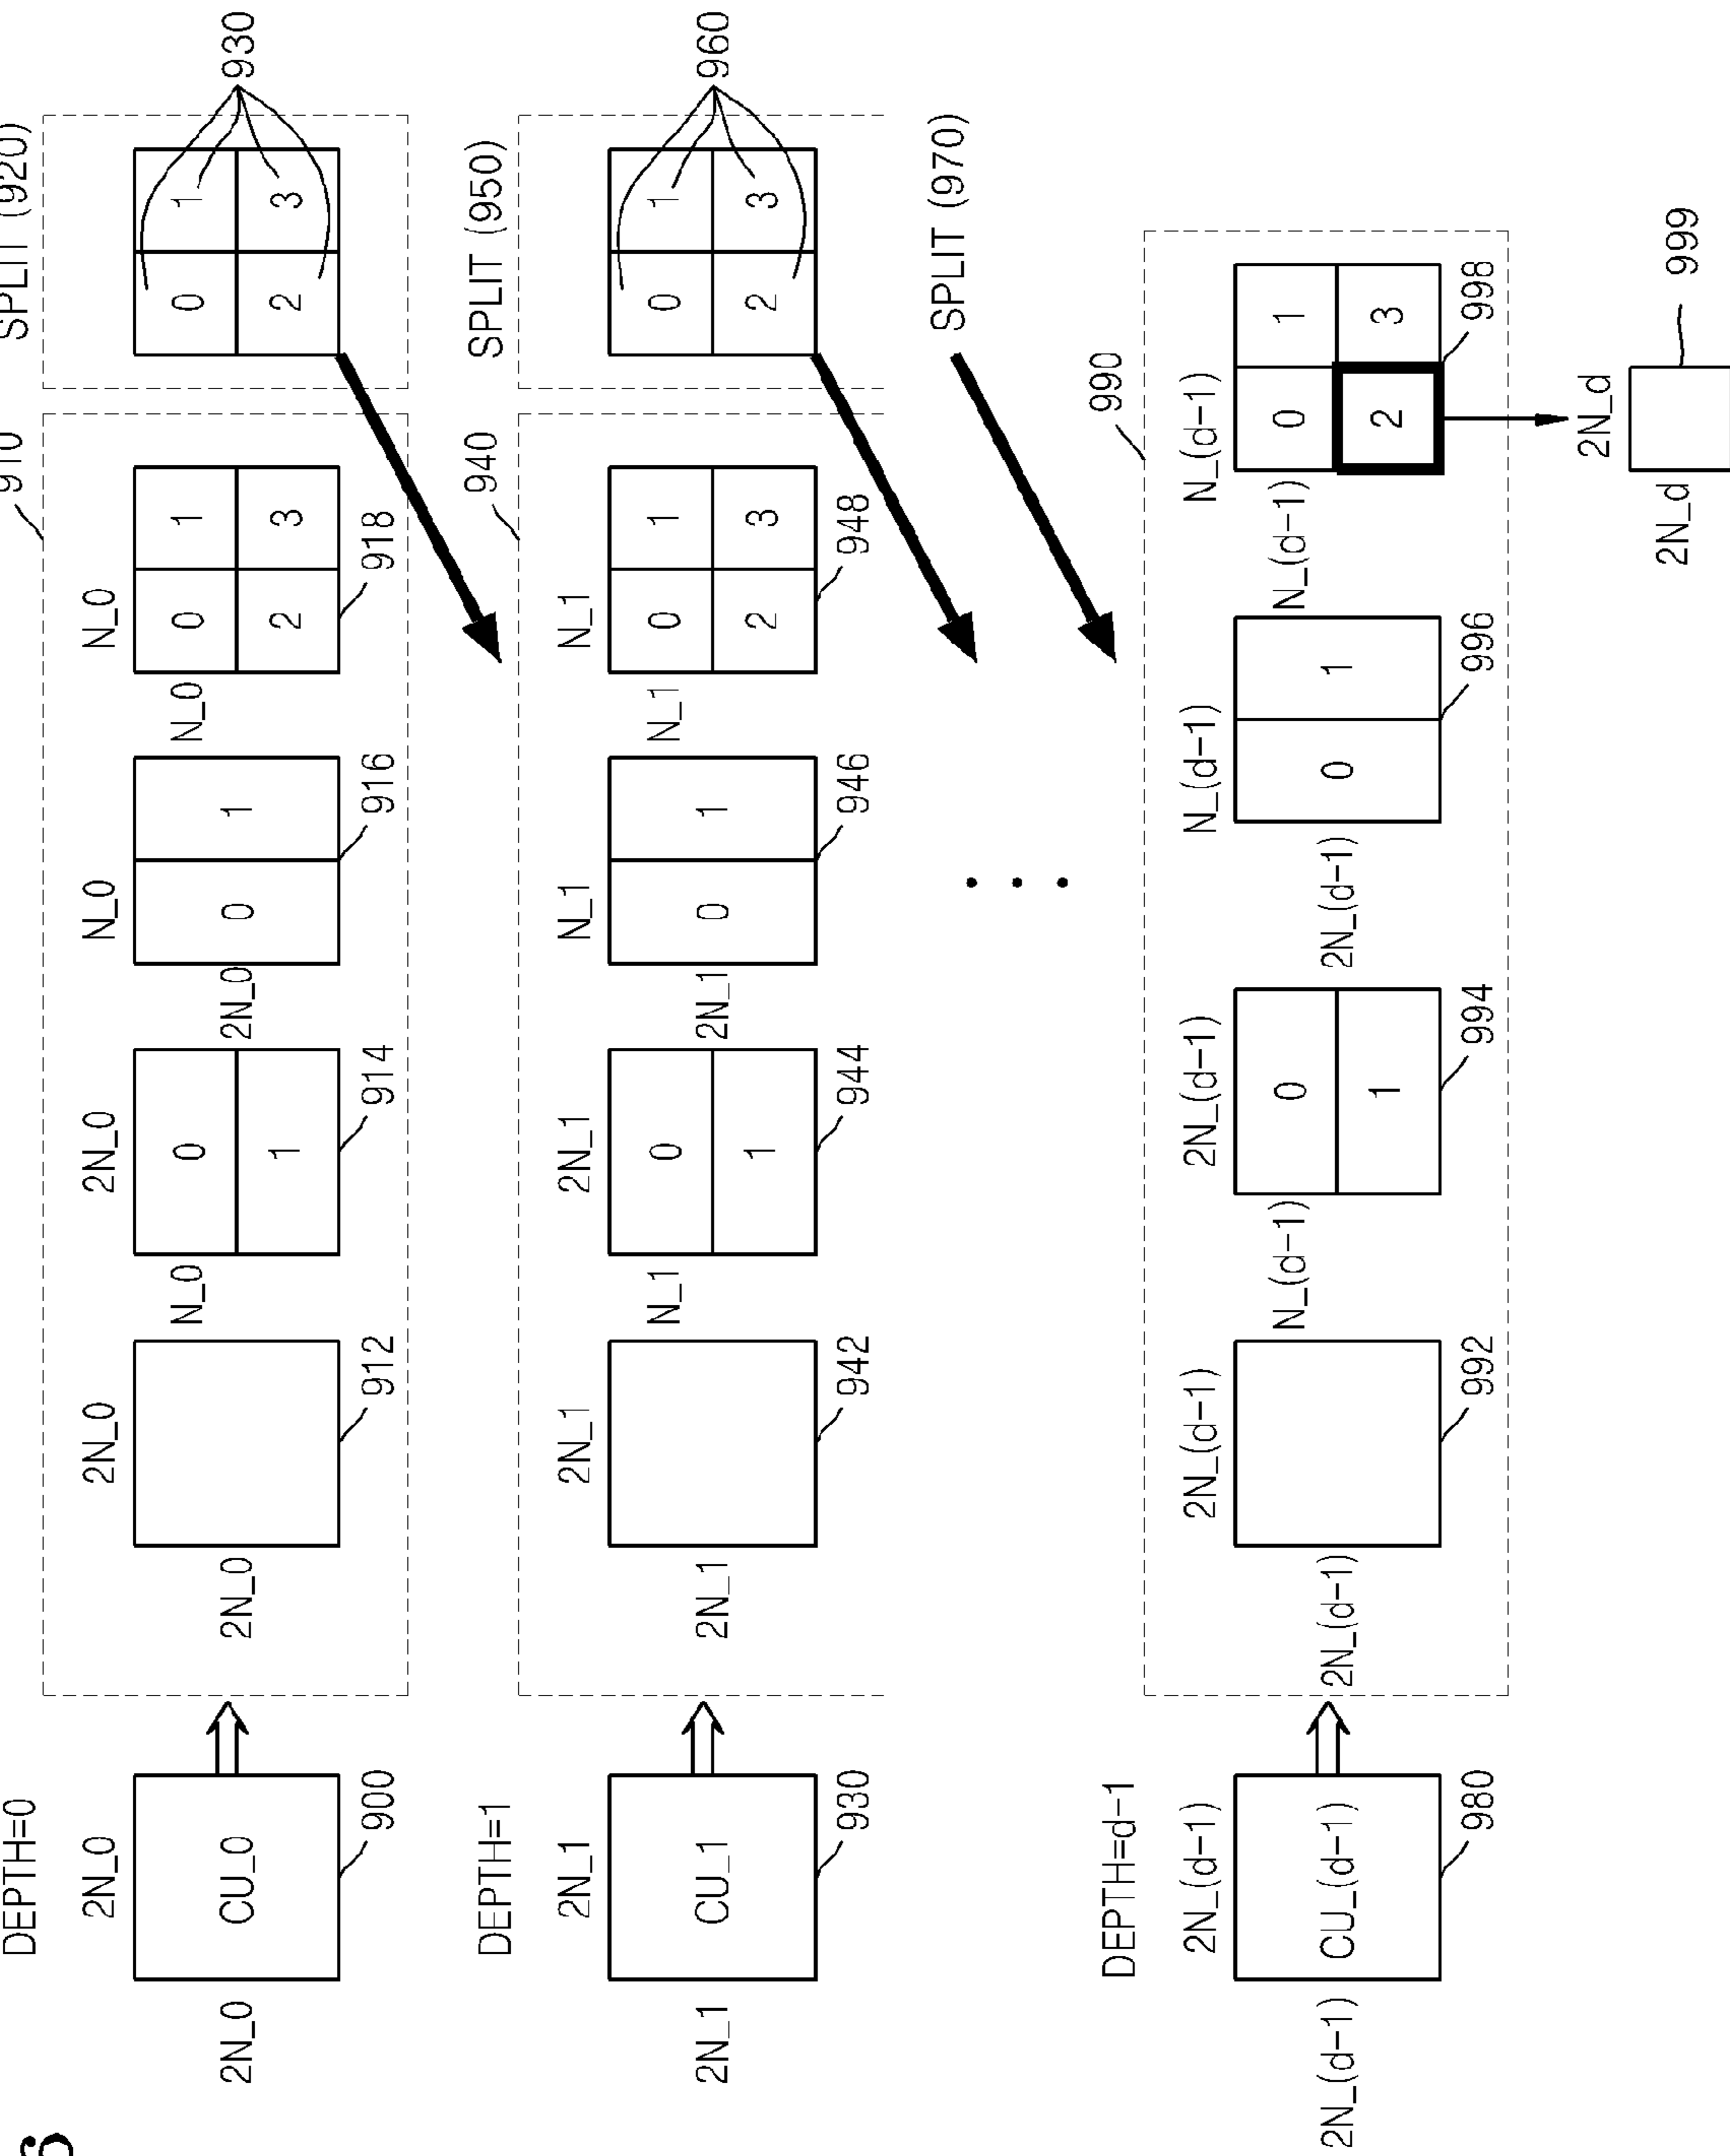 DEPTH=0
910
SPLIT (920)
2N_0
2N_0
2N_0
N_0
N_0
2N_0
CU_0
2N_0
N_0
0
1
2N_0
0
1
N_0
0
1
2
3
0
1
2
3
930
900
912
914
916
918
DEPTH=1
940
SPLIT (950)
2N_1
2N_1
2N_1
N_1
N_1
2N_1
CU_1
2N_1
N_1
0
1
2N_1
0
1
N_1
0
1
2
3
0
1
2
3
960
930
942
944
946
948
SPLIT (970)
DEPTH=d-1
990
2N_(d-1)
2N_(d-1)
2N_(d-1)
N_(d-1)
N_(d-1)
2N_(d-1)
CU_(d-1)
2N_(d-1)
N_(d-1)
0
1
2N_(d-1)
0
1
N_(d-1)
0
1
2
3
980
992
994
996
998
2N_d
2N_d
999